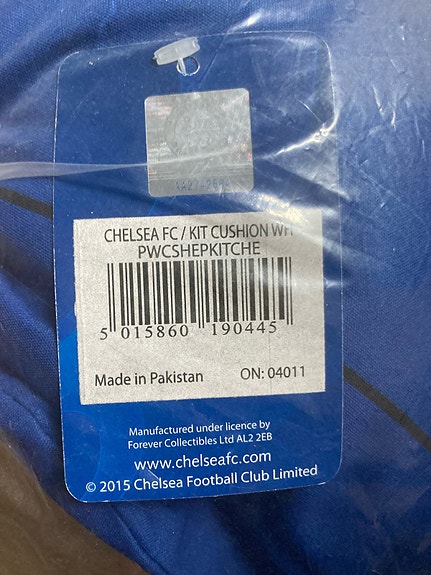 CHELSEA FC / KIT CUSHION WH
PWCSHEPKITCHE
5 015860 190445
Made in Pakistan ON: 04011
Manufactured under licence by
Forever Collectibles Ltd AL2 2EB
www.chelseafc.com
© 2015 Chelsea Football Club Limited